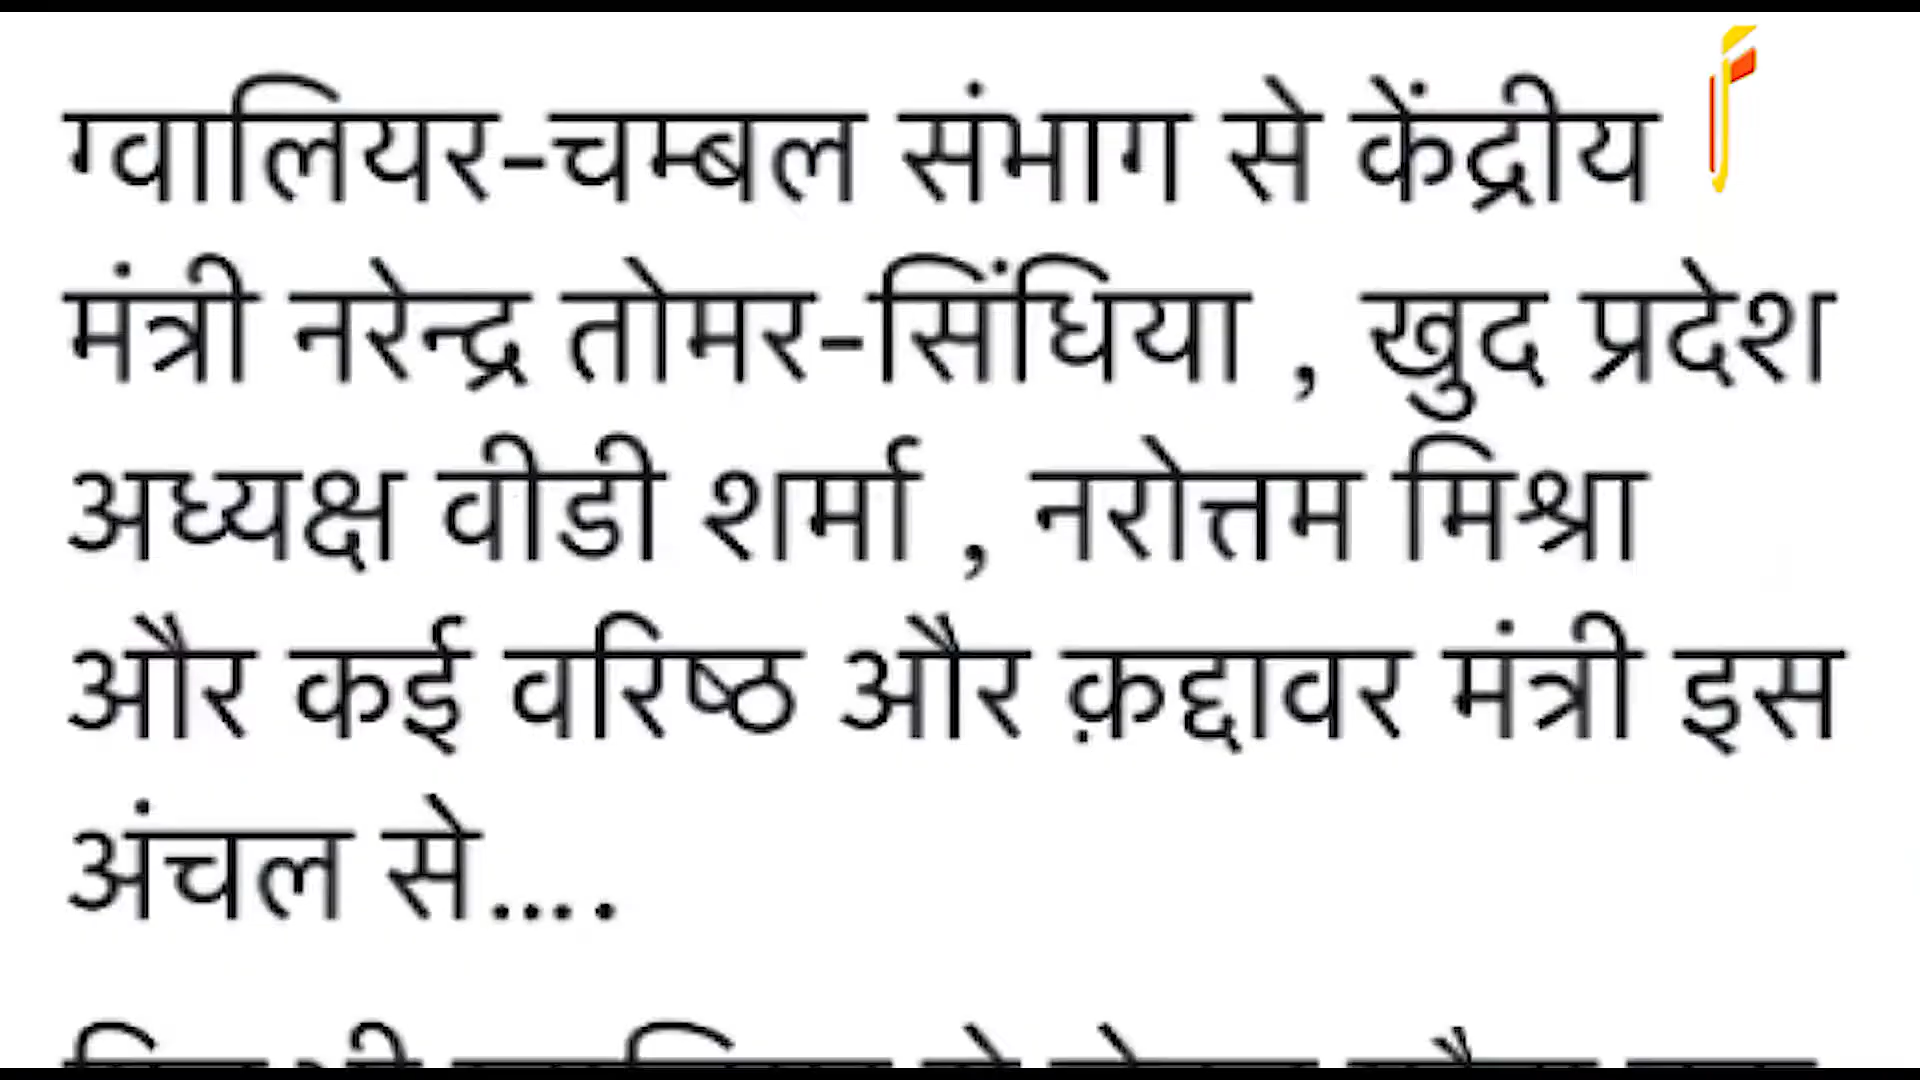 ग्वालियर-चम्बल संभाग से केंद्रीय
मंत्री नरेन्द्र तोमर-सिंधिया , खुद प्रदेश
अध्यक्ष वीडी शर्मा , नरोत्तम मिश्रा
और कई वरिष्ठ और क़द्दावर मंत्री इस
अंचल से....